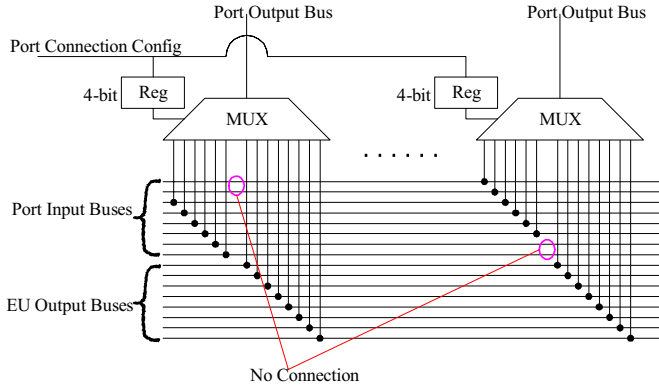 Port Output Bus
Port Output Bus
Port Connection Config
4-bit
Reg
4-bit
Reg
MUX
MUX
. . . . . .
Port Input Buses
EU Output Buses
No Connection